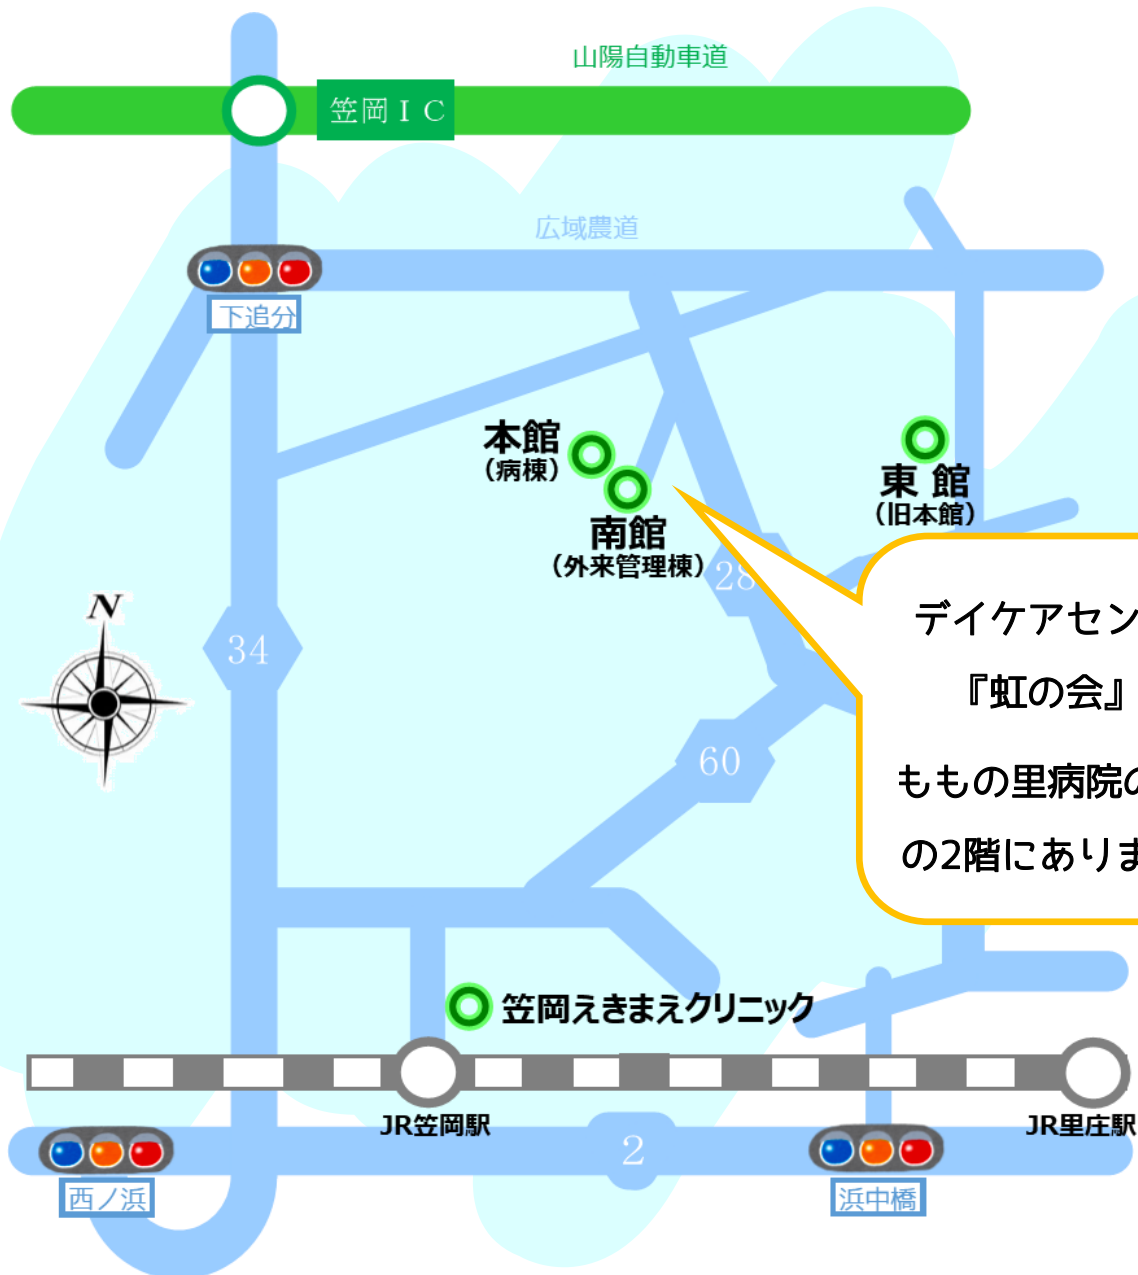 山陽自動車道
笠岡IC
広域農道
下追分
本館
(病棟)
南館
(外来管理棟)
東 館
(旧本館)
28
N
34
デイケアセン
『虹の会』
ももの里病院の
の2階にありま
60
笠岡えきまえクリニック
JR笠岡駅
JR里庄駅
2
西ノ浜
浜中橋